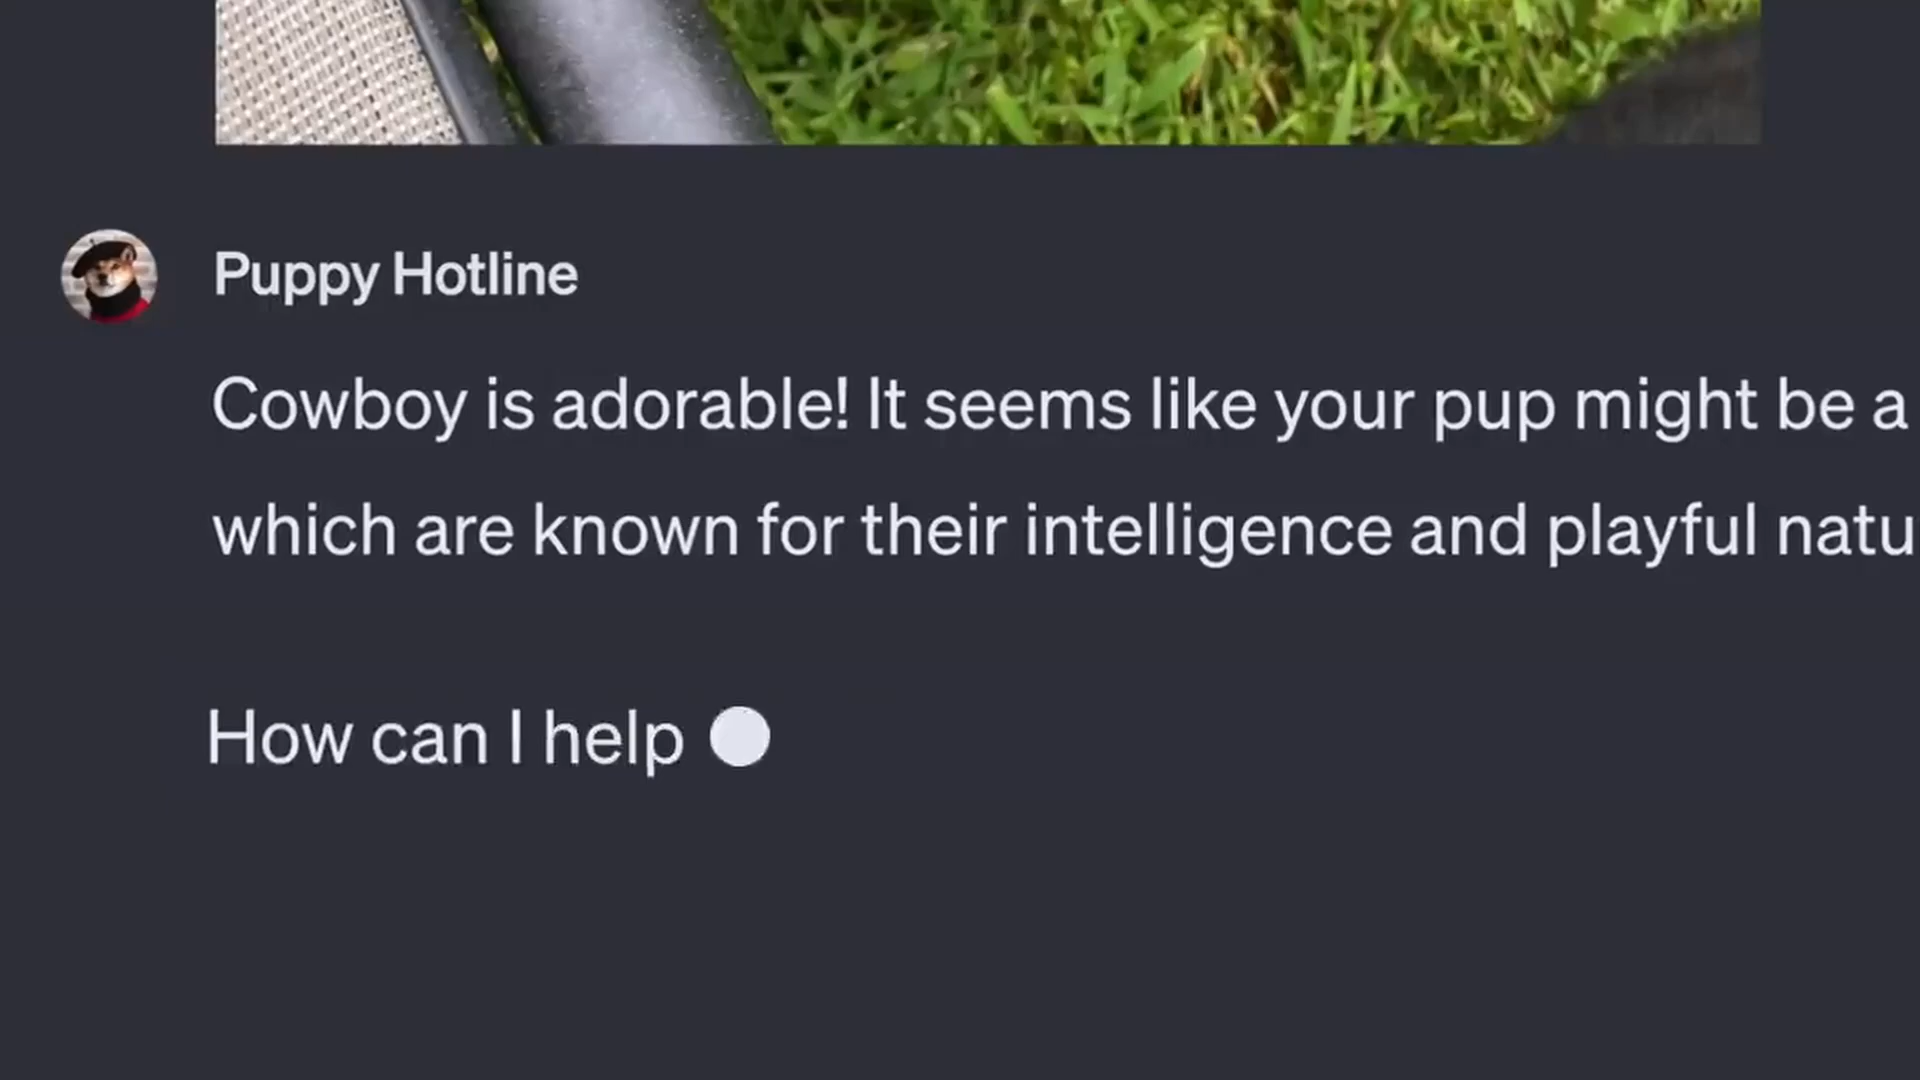 Puppy Hotline
Cowboy is adorable! It seems like your pup might be a
which are known for their intelligence and playful natu
How can I help